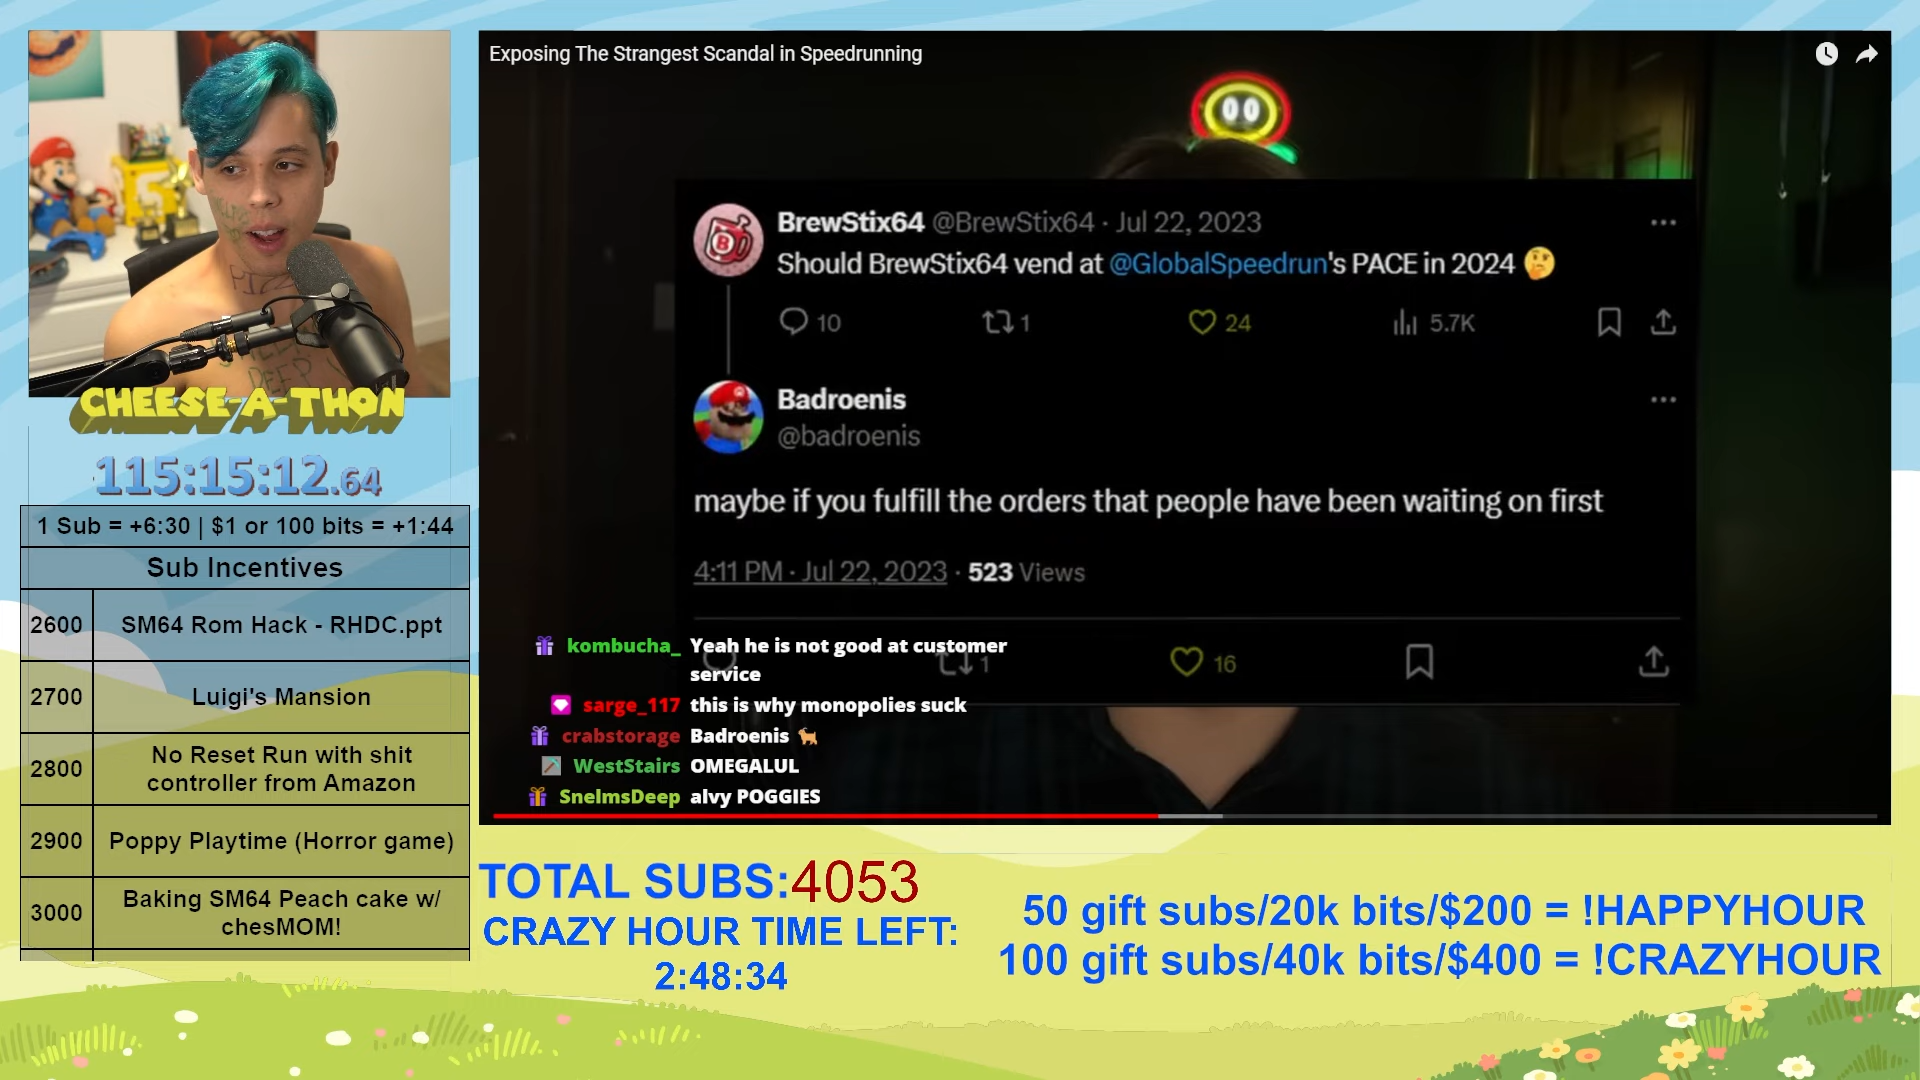 Exposing The Strangest Scandal in Speedrunning
BrewStix64 @BrewStix64 · Jul 22, 2023
Should BrewStix64 vend at @GlobalSpeedrun's PACE in 2024 🤔
10 1 24 5.7K
Badroenis
@badroenis
maybe if you fulfill the orders that people have been waiting on first
4:11 PM · Jul 22, 2023 · 523 Views
1 16
kombucha_ Yeah he is not good at customer
service
sarge_117 this is why monopolies suck
crabstorage Badroenis 🐈
WestStairs OMEGALUL
SnelmsDeep alvy POGGIES
DEEP
CHEESE-A-THON
115:15:12.64
1 Sub = +6:30 | $1 or 100 bits = +1:44
Sub Incentives
2600 SM64 Rom Hack - RHDC.ppt
2700 Luigi's Mansion
2800 No Reset Run with shit
controller from Amazon
2900 Poppy Playtime (Horror game)
3000 Baking SM64 Peach cake w/
chesMOM!
TOTAL SUBS:4053
CRAZY HOUR TIME LEFT:
2:48:34
50 gift subs/20k bits/$200 = !HAPPYHOUR
100 gift subs/40k bits/$400 = !CRAZYHOUR